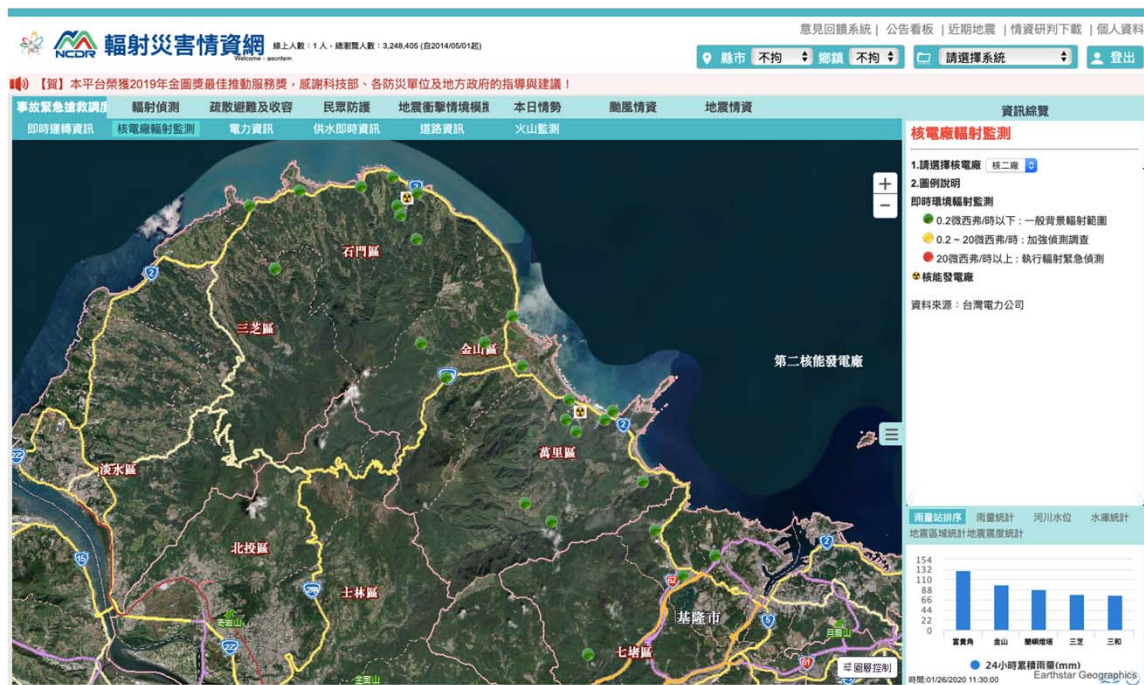 意見回饋系統 | 公告看板 | 近期地震 | 情資研判下載 | 個人資料
NCDR 輻射災害情資網 線上人數：1 人，總瀏覽人數：3,248,405 (自2014/05/01起)
Welcome - aecntem
縣市 不拘 鄉鎮 不拘 請選擇系統 登出
【賀】本平台榮獲2019年金圖獎最佳推動服務獎，感謝科技部、各防災單位及地方政府的指導與建議！
事故緊急搶救調度 輻射偵測 疏散避難及收容 民眾防護 地震衝擊情境模擬 本日情勢 颱風情資 地震情資
即時運轉資訊 核電廠輻射監測 電力資訊 供水即時資訊 道路資訊 火山監測
資訊綜覽
核電廠輻射監測
1.請選擇核電廠 核二廠
2.圖例說明
即時環境輻射監測
0.2微西弗/時以下：一般背景輻射範圍
0.2 ~ 20微西弗/時：加強偵測調查
20微西弗/時以上：執行輻射緊急偵測
核能發電廠
資料來源：台灣電力公司
+
−
2
石門區
2
三芝區
金山區
第二核能發電廠
2
萬里區
22
淡水區
北投區
15
士林區
62
2
基隆市
5
七堵區
22
61
圖層控制
雨量站排序 雨量統計 河川水位 水庫統計
地震區域統計 地震震度統計
154
132
110
88
66
44
22
0
富貴角 金山 蘭嶼燈塔 三芝 三和
24小時累積雨量(mm)
時間:01/26/2020 11:30:00
Earthstar Geographics